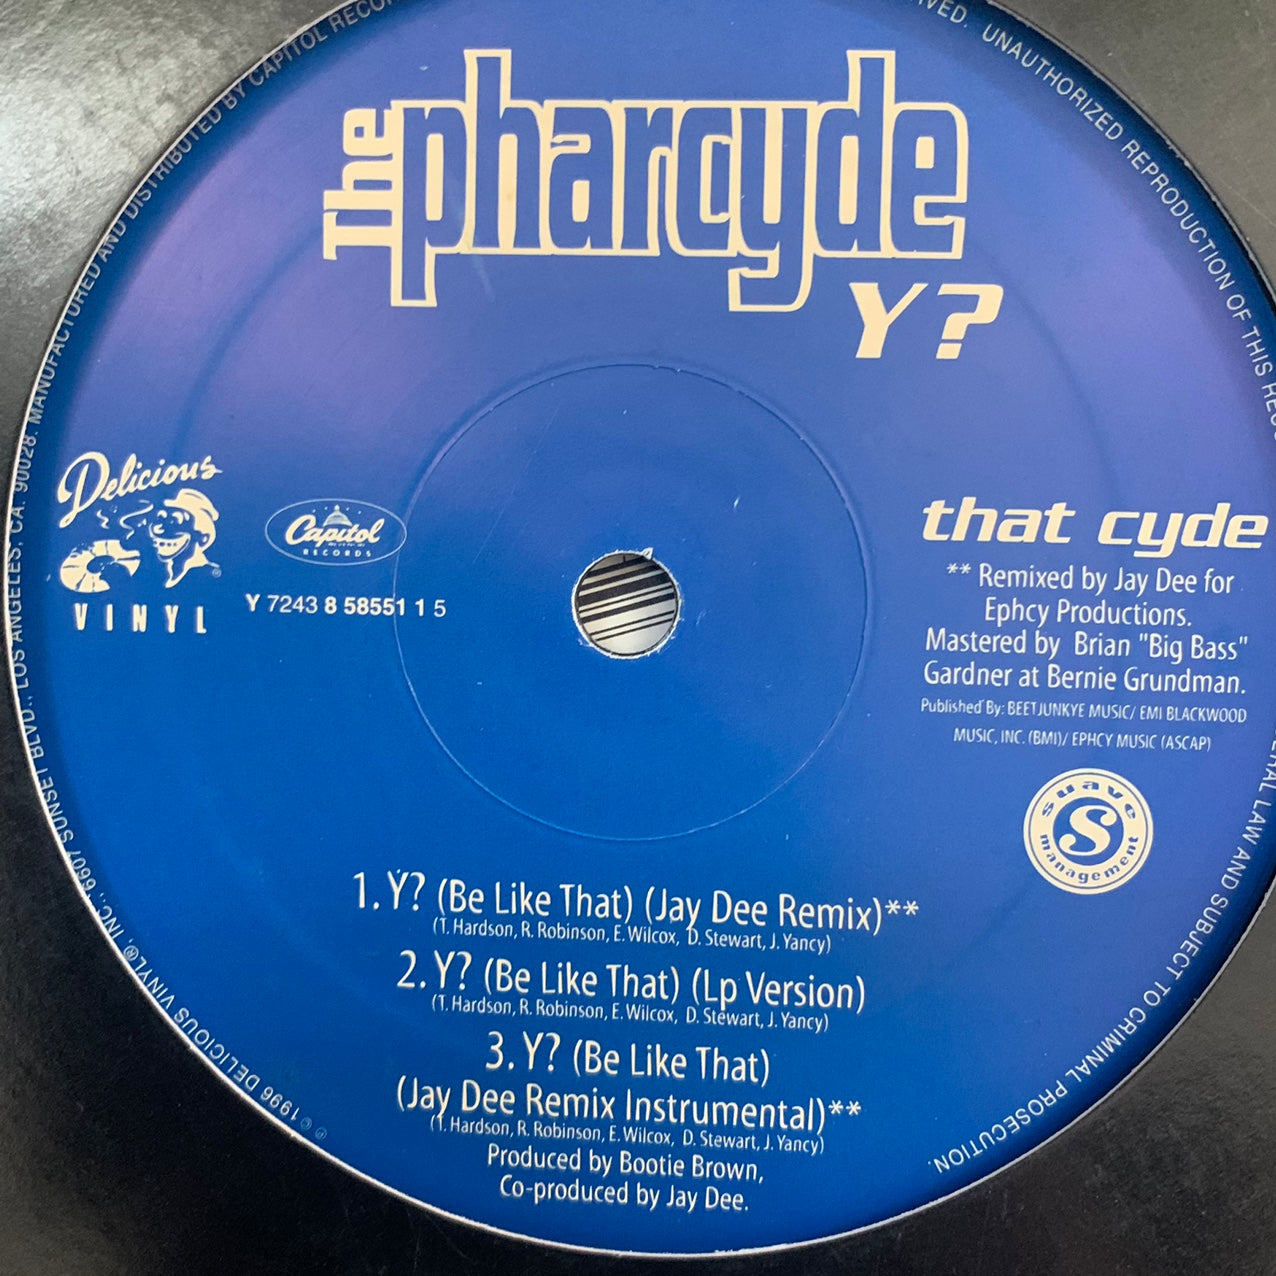 The
pharcyde
Y?
Delicious
VINYL
Capitol
RECORDS
Y 7243 8 58551 1 5
that cyde
** Remixed by Jay Dee for
Ephcy Productions.
Mastered by Brian "Big Bass"
Gardner at Bernie Grundman.
Published By: BEETJUNKYE MUSIC/ EMI BLACKWOOD
MUSIC, INC. (BMI)/ EPHCY MUSIC (ASCAP)
suave
S
management
1. Y? (Be Like That) (Jay Dee Remix)**
(T. Hardson, R. Robinson, E. Wilcox, D. Stewart, J. Yancy)
2. Y? (Be Like That) (Lp Version)
(T. Hardson, R. Robinson, E. Wilcox, D. Stewart, J. Yancy)
3. Y? (Be Like That)
(Jay Dee Remix Instrumental)**
(T. Hardson, R. Robinson, E. Wilcox, D. Stewart, J. Yancy)
Produced by Bootie Brown,
Co-produced by Jay Dee.
℗ © 1996 DELICIOUS VINYL®, INC., 6607 SUNSET BLVD., LOS ANGELES, CA. 90028. MANUFACTURED AND DISTRIBUTED BY CAPITOL
UNAUTHORIZED REPRODUCTION OF THIS
LAW AND SUBJECT TO CRIMINAL PROSECUTION.